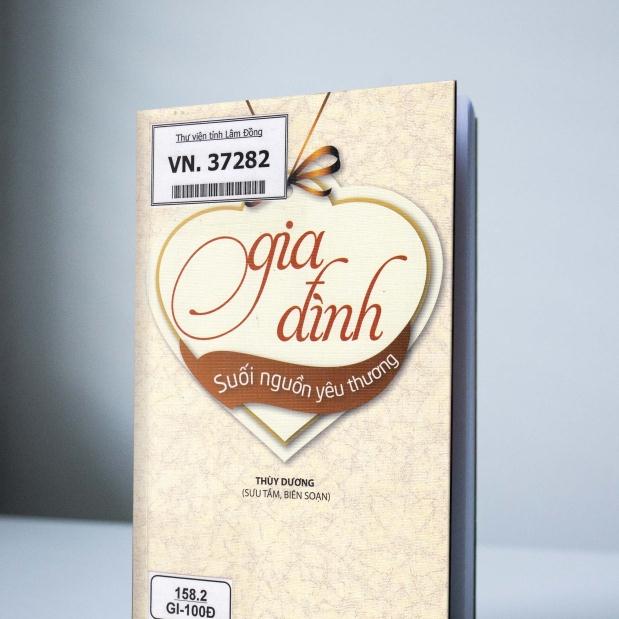 Thư viện tỉnh Lâm Đồng
VN. 37282
gia
đình
Suối nguồn yêu thương
THÙY DƯƠNG
(SƯU TẦM, BIÊN SOẠN)
158.2
GI-100Đ